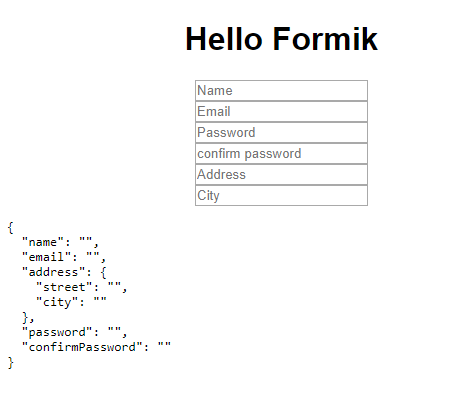 Hello Formik
Name
Email
Password
confirm password
Address
City
{
  "name": "",
  "email": "",
  "address": {
    "street": "",
    "city": ""
  },
  "password": "",
  "confirmPassword": ""
}